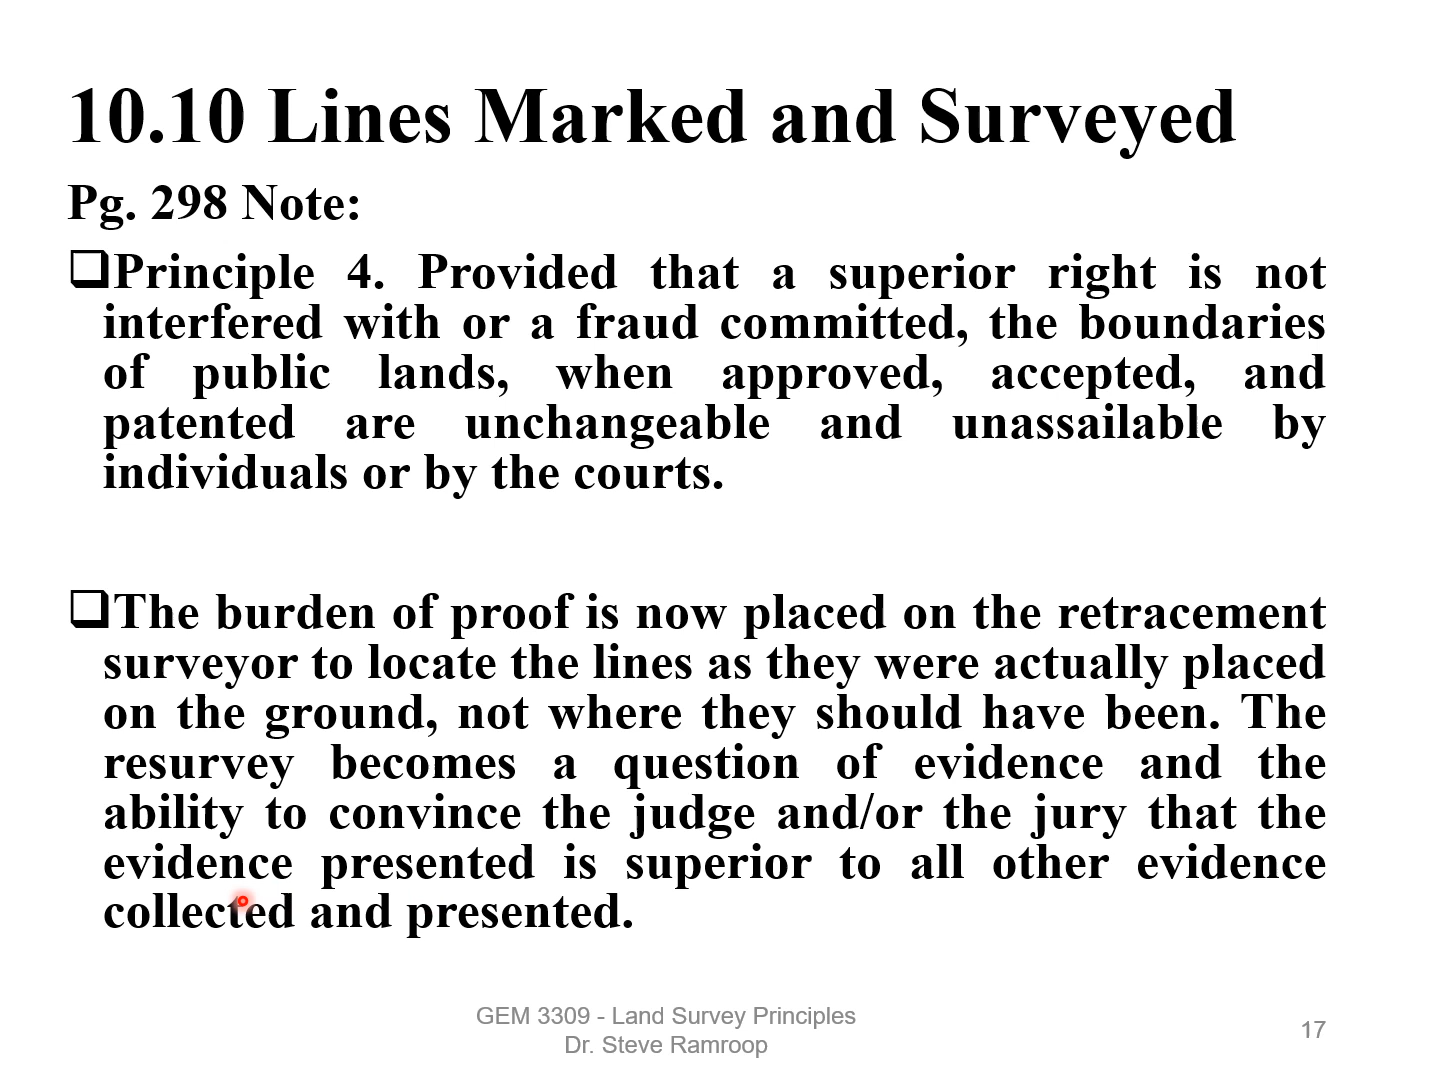 10.10 Lines Marked and Surveyed
Pg. 298 Note:
❑Principle 4. Provided that a superior right is not
interfered with or a fraud committed, the boundaries
of public lands, when approved, accepted, and
patented are unchangeable and unassailable by
individuals or by the courts.
❑The burden of proof is now placed on the retracement
surveyor to locate the lines as they were actually placed
on the ground, not where they should have been. The
resurvey becomes a question of evidence and the
ability to convince the judge and/or the jury that the
evidence presented is superior to all other evidence
collected and presented.
GEM 3309 - Land Survey Principles
Dr. Steve Ramroop
17